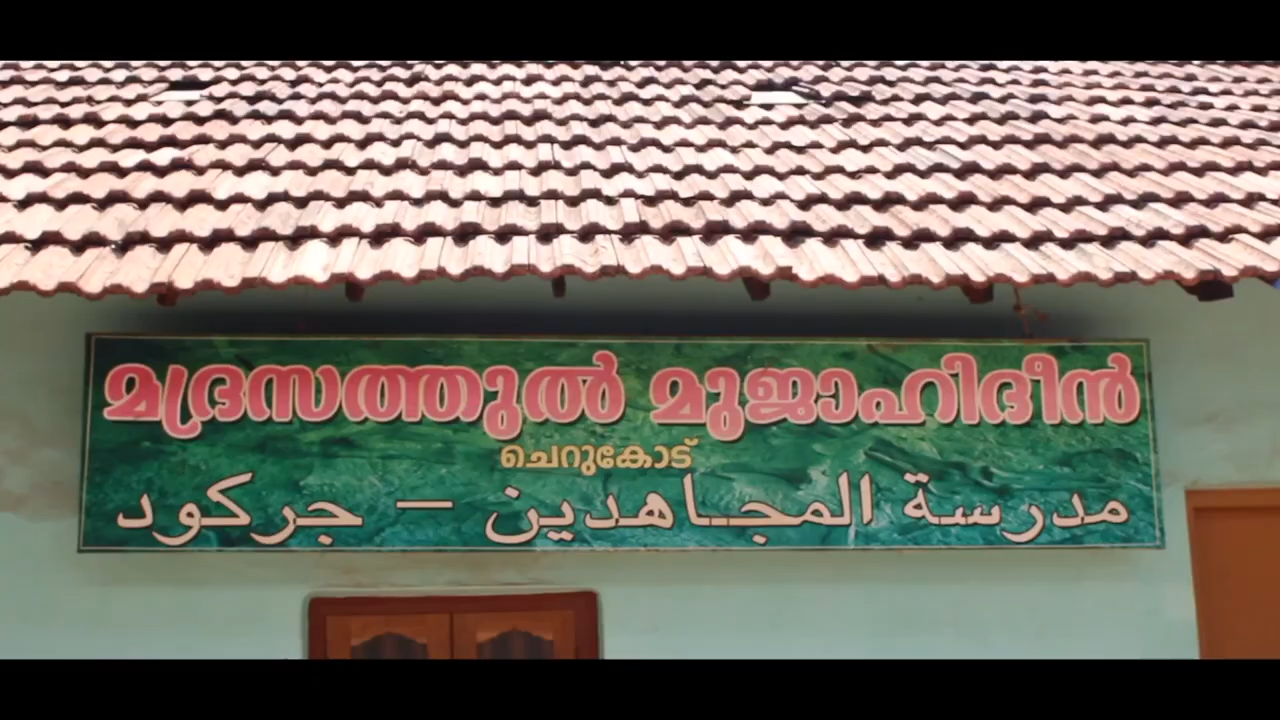 മദ്രസത്തുൽ മുജാഹിദീൻ
ചെറുകോട്
مدرسة المجاهدين – جركود